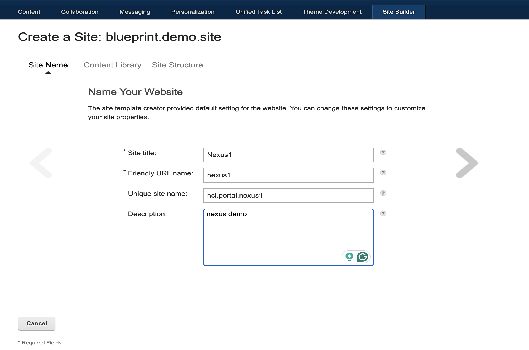 Content Collaboration Messaging Personalization Unified Task List Theme Development Site Builder
Create a Site: blueprint.demo.site
Site Name Content Library Site Structure
Name Your Website
The site template creator provided default setting for the website. You can change these settings to customize
your site properties.
* Site title: Nexus1
* Friendly URL name: nexus1
Unique site name: hcl.portal.nexus1
Description: nexus demo
Cancel
* Required Fields